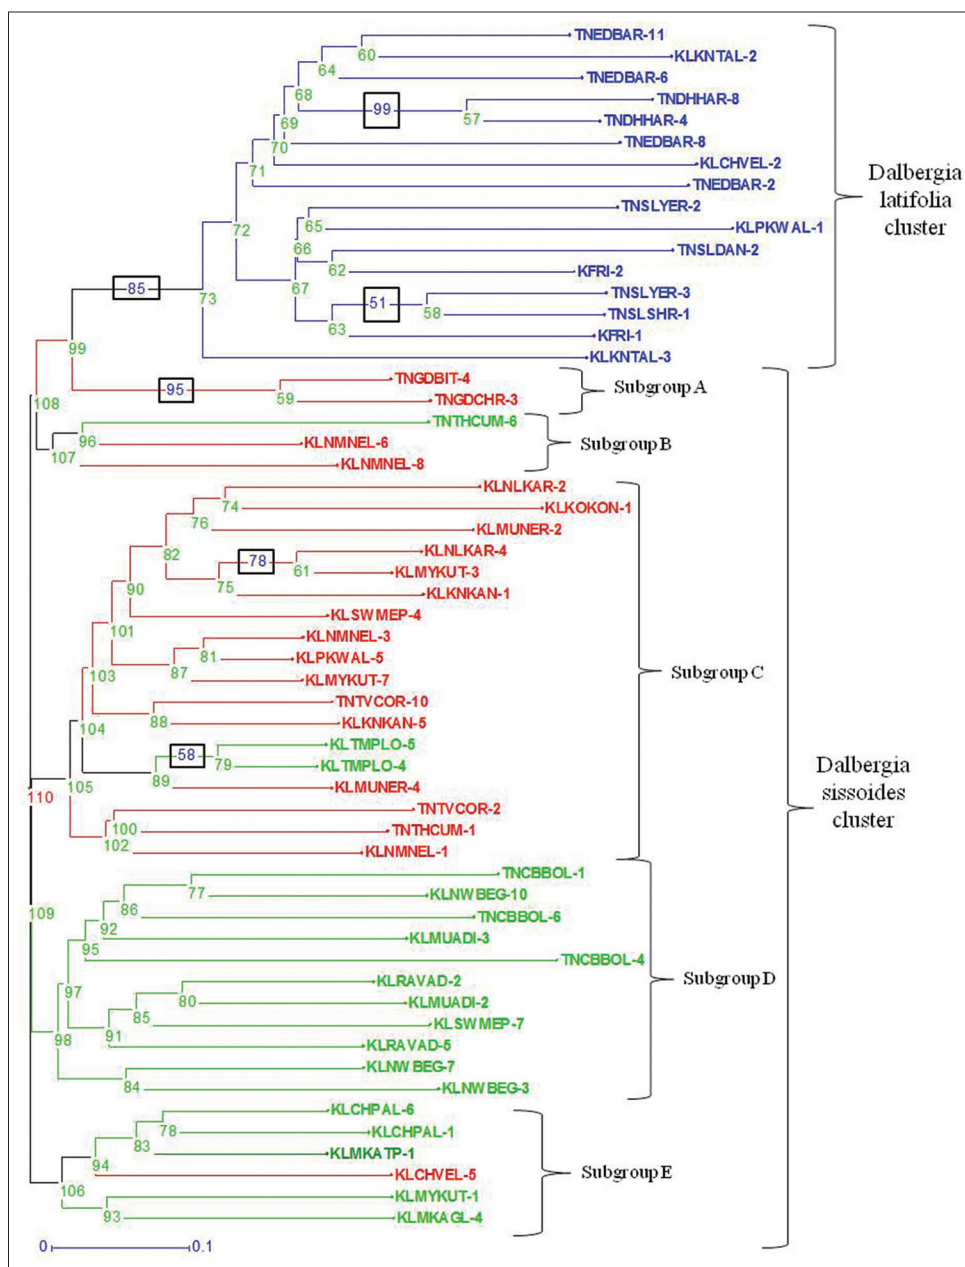 TNEDBAR-11
60
KLKNTAL-2
64
TNEDBAR-6
68
TNDHHAR-8
99
57
TNDHHAR-4
69
TNEDBAR-8
70
KLCHVEL-2
71
TNEDBAR-2
Dalbergia
latifolia
cluster
TNSLYER-2
65
KLPKWAL-1
72
66
TNSLDAN-2
62
KFRI-2
67
85
73
TNSLYER-3
51
58
TNSLSHR-1
63
KFRI-1
99
KLKNTAL-3
TNGDBIT-4
95
59
TNGDCHR-3
Subgroup A
108
TNTHCUM-6
96
KLNMNEL-6
107
KLNMNEL-8
Subgroup B
KLNLKAR-2
74
KLKOKON-1
76
KLMUNER-2
82
KLNLKAR-4
78
61
KLMYKUT-3
75
KLKNKAN-1
90
KLSWMEP-4
101
KLNMNEL-3
81
KLPKWAL-5
87
KLMYKUT-7
103
TNTVCOR-10
88
KLKNKAN-5
Subgroup C
104
KLTMPLO-5
58
79
KLTMPLO-4
89
KLMUNER-4
105
110
TNTVCOR-2
100
TNTHCUM-1
102
KLNMNEL-1
Dalbergia
sissoides
cluster
TNCBBOL-1
77
KLNWBEG-10
86
TNCBBOL-6
92
KLMUADI-3
95
TNCBBOL-4
109
KLRAVAD-2
80
KLMUADI-2
85
KLSWMEP-7
91
KLRAVAD-5
97
98
KLNWBEG-7
84
KLNWBEG-3
Subgroup D
KLCHPAL-6
78
KLCHPAL-1
83
KLMKATP-1
94
KLCHVEL-5
106
KLMYKUT-1
93
KLMKAGL-4
Subgroup E
0
0.1